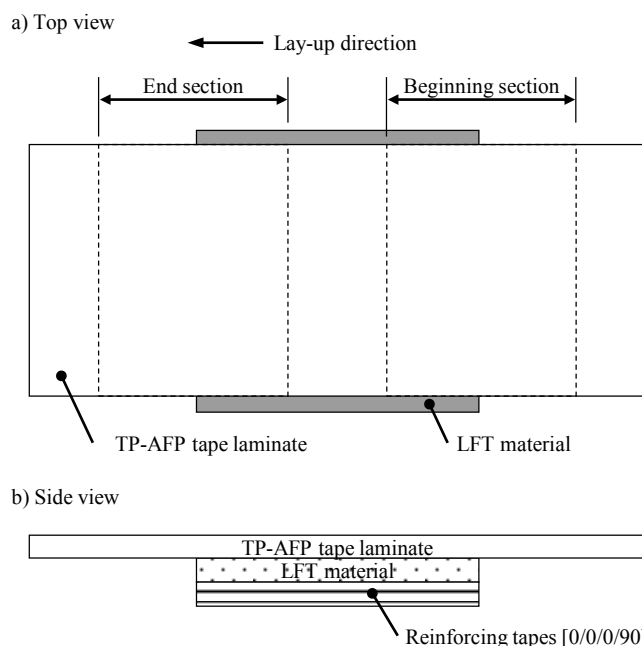 a) Top view
Lay-up direction
End section
Beginning section
TP-AFP tape laminate
LFT material
b) Side view
TP-AFP tape laminate
LFT material
Reinforcing tapes [0/0/0/90]